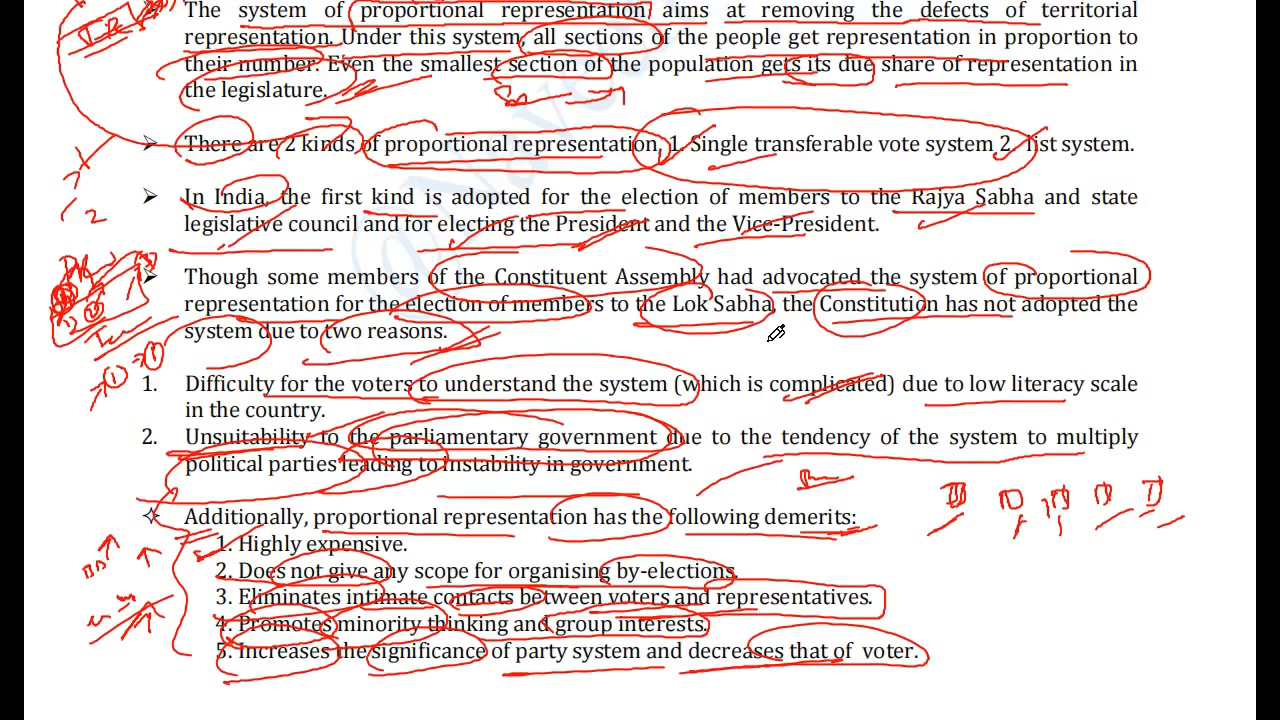 The system of proportional representation aims at removing the defects of territorial
representation. Under this system, all sections of the people get representation in proportion to
their number. Even the smallest section of the population gets its due share of representation in
the legislature.
➢ There are 2 kinds of proportional representation, 1. Single transferable vote system 2. list system.
➢ In India, the first kind is adopted for the election of members to the Rajya Sabha and state
legislative council and for electing the President and the Vice-President.
➢ Though some members of the Constituent Assembly had advocated the system of proportional
representation for the election of members to the Lok Sabha, the Constitution has not adopted the
system due to two reasons.
1. Difficulty for the voters to understand the system (which is complicated) due to low literacy scale
in the country.
2. Unsuitability to the parliamentary government due to the tendency of the system to multiply
political parties leading to instability in government.
Additionally, proportional representation has the following demerits:
1. Highly expensive.
2. Does not give any scope for organising by-elections.
3. Eliminates intimate contacts between voters and representatives.
4. Promotes minority thinking and group interests.
5. Increases the significance of party system and decreases that of voter.